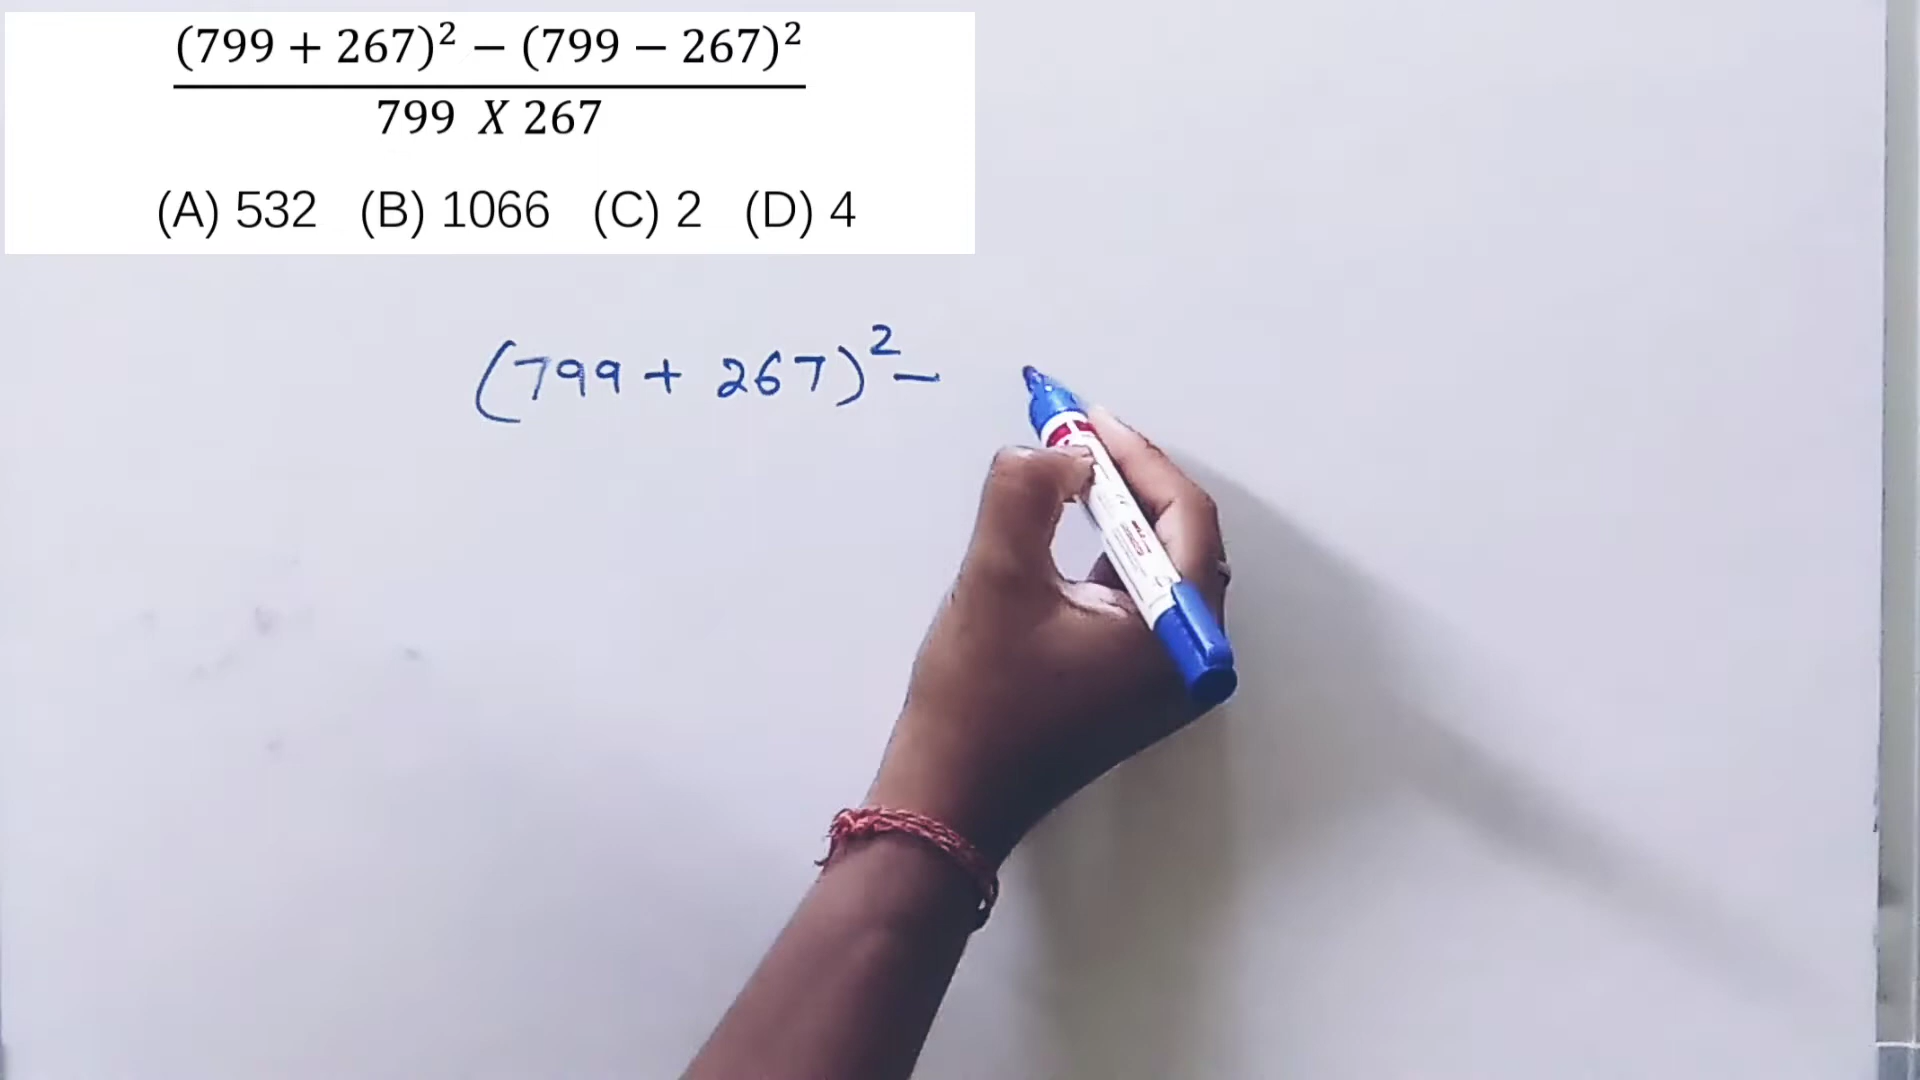 (799 + 267)² − (799 − 267)²
799 X 267
(A) 532 (B) 1066 (C) 2 (D) 4
(799 + 267)² −